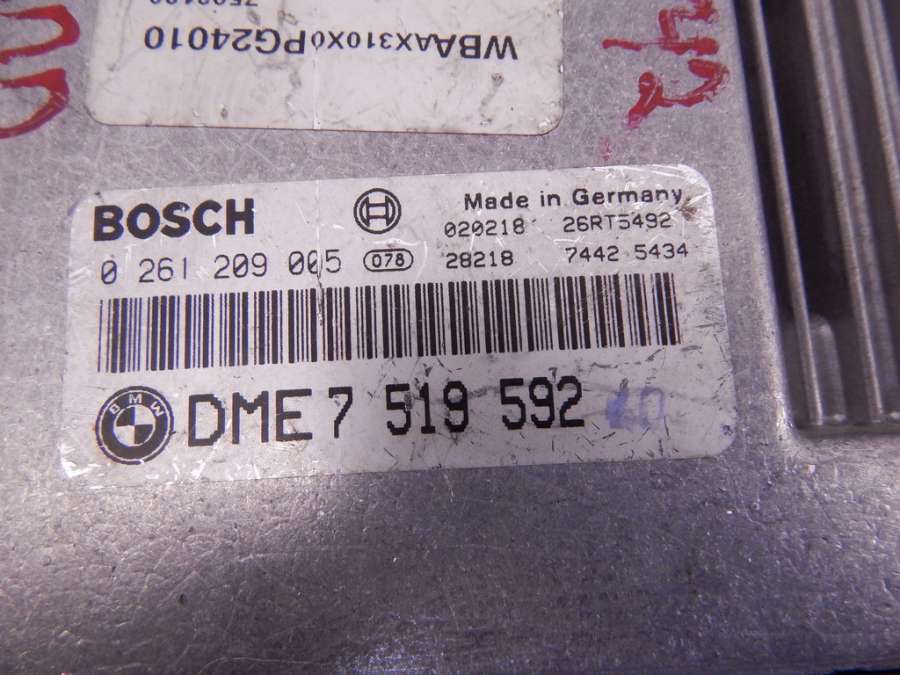 WBAAX310X0PG24010
BOSCH
Made in Germany
020218 26RT5492
0 261 209 005 078 28218 7442 5434
BMW
DME 7 519 592